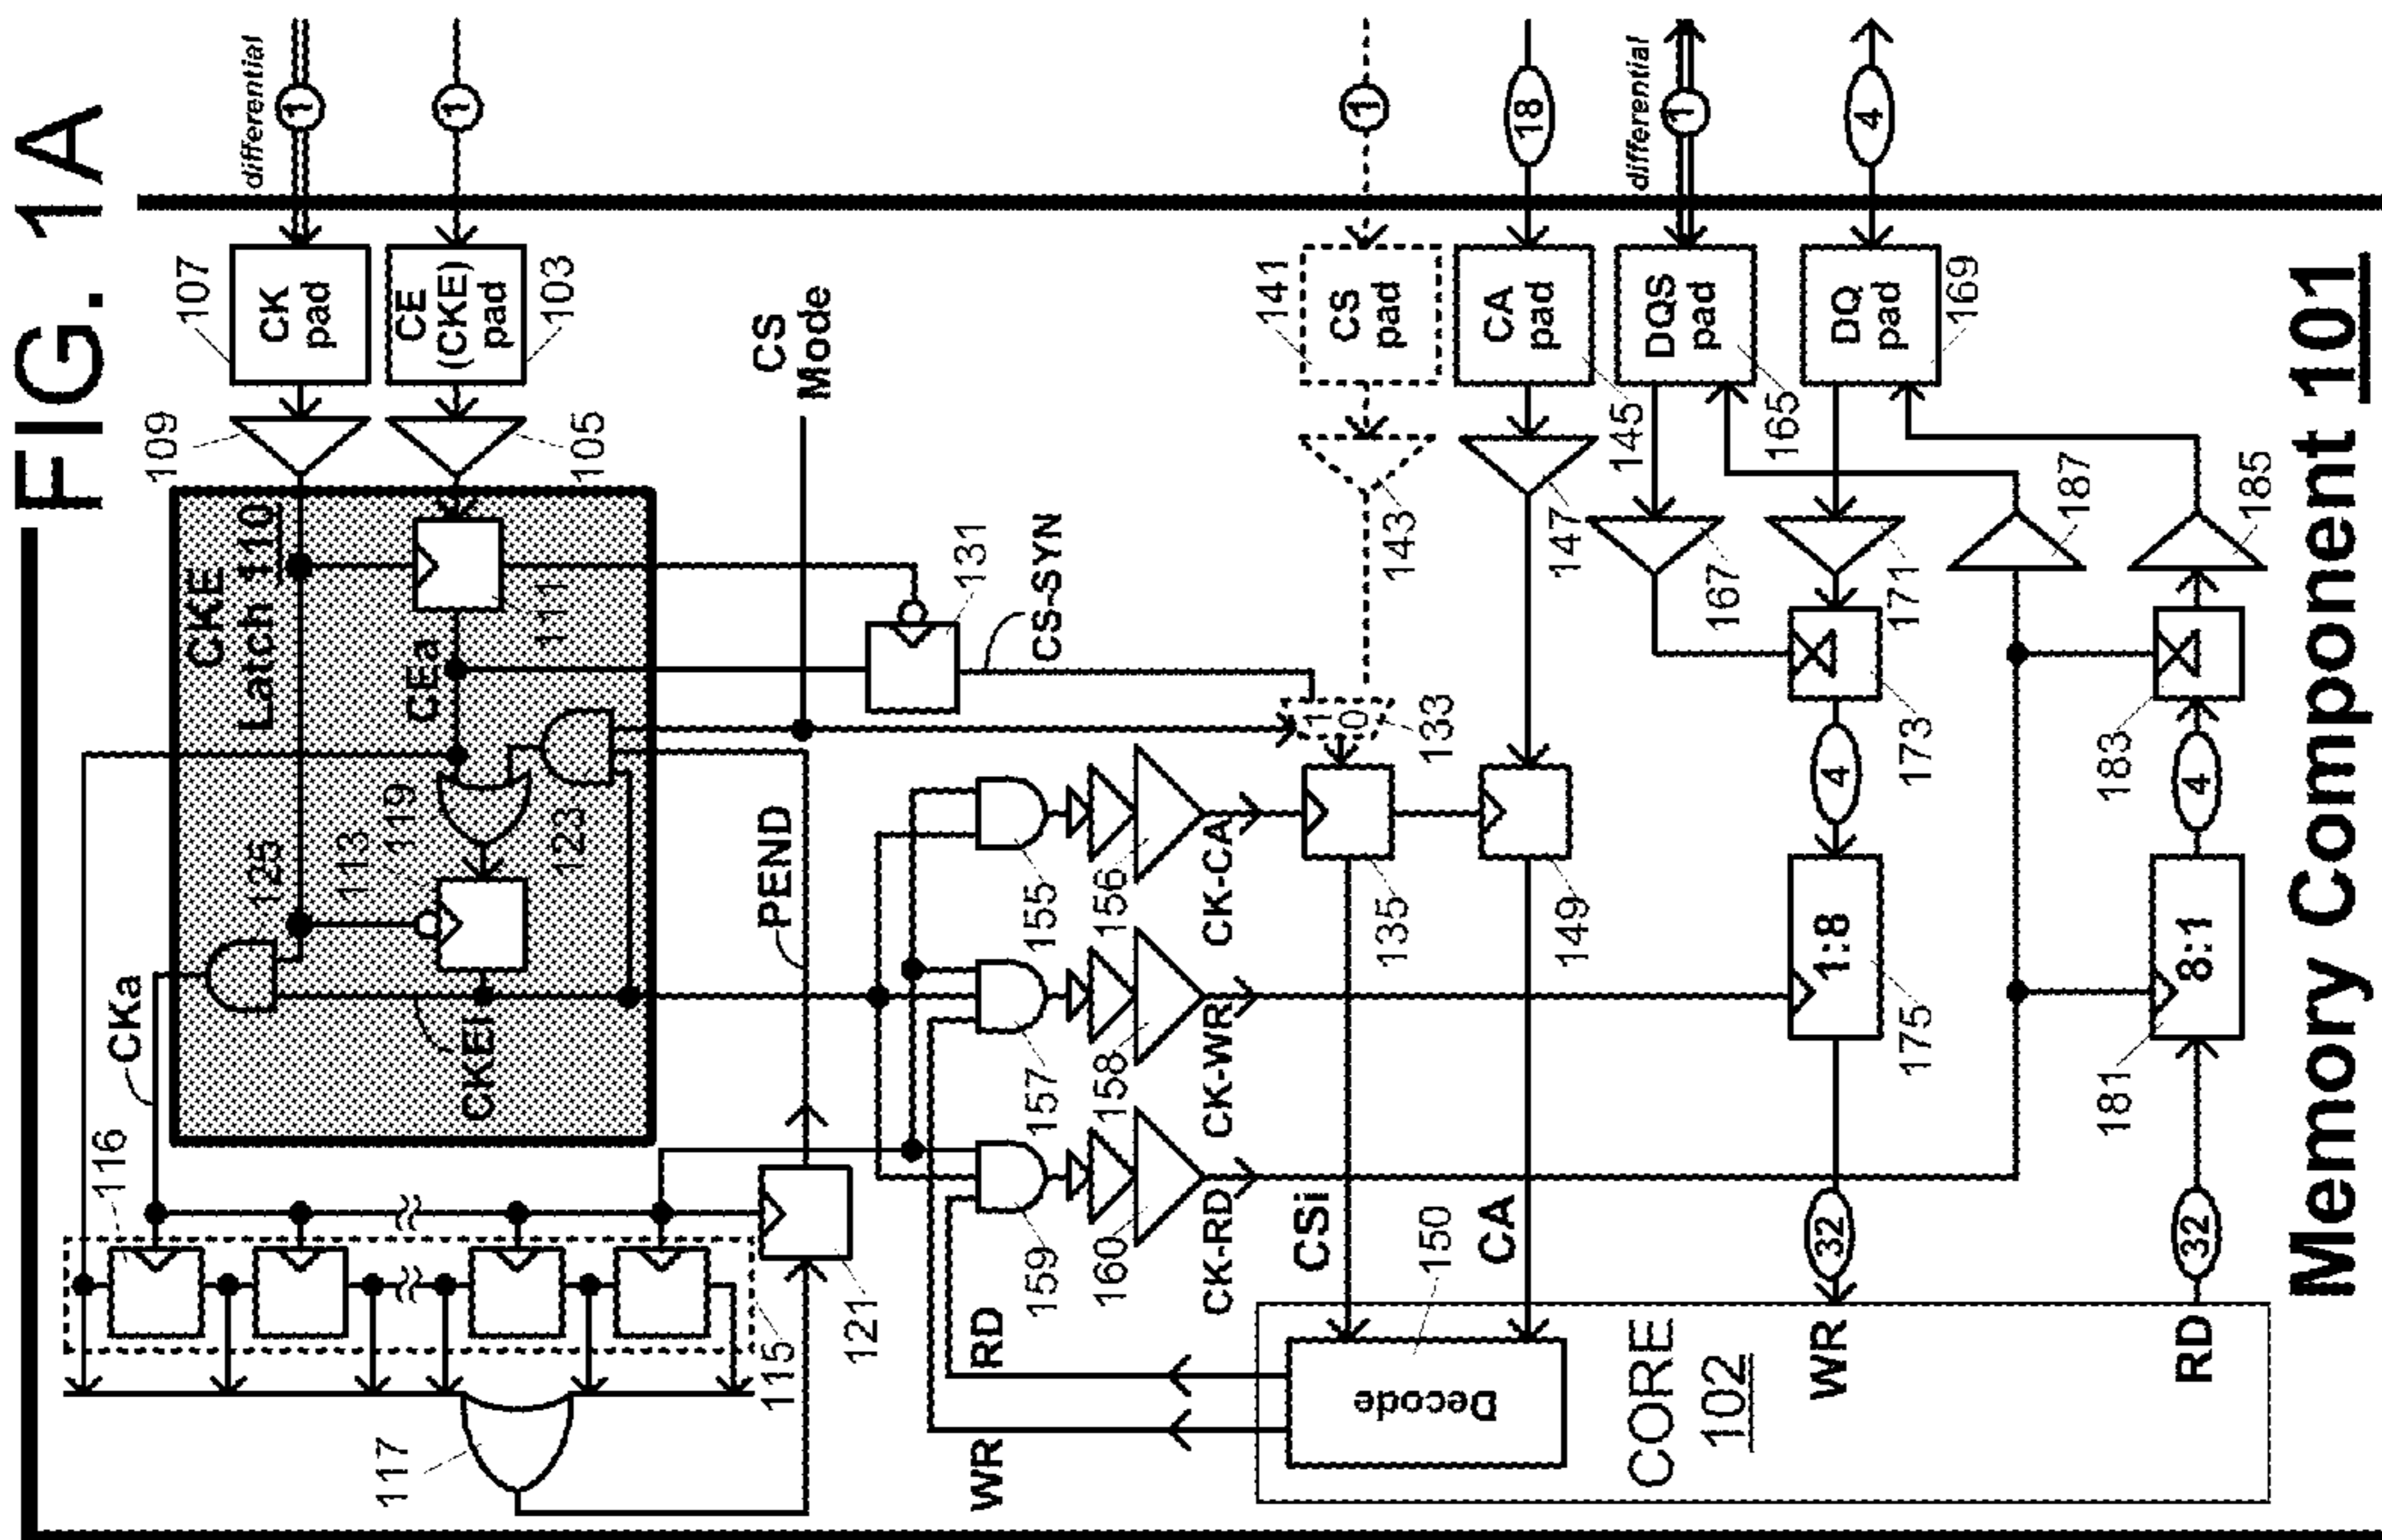 FIG. 1A
116
CKa
107
differential
CK
pad
1
109
CKE
Latch 110
125
CKEI
113
119
CEa
111
123
105
CE
(CKE)
pad
103
1
117
115
121
PEND
CS
Mode
131
CS-SYN
WR
RD
159
157
155
160
158
156
CK-RD
CK-WR
CK-CA
141
CS
pad
1
143
1
0
133
135
CSi
CA
150
Decode
149
147
CA
pad
145
18
CORE
102
differential
DQS
pad
165
1
167
WR
32
1:8
175
4
173
171
DQ
pad
169
4
187
RD
32
181
8:1
4
183
185
Memory Component 101